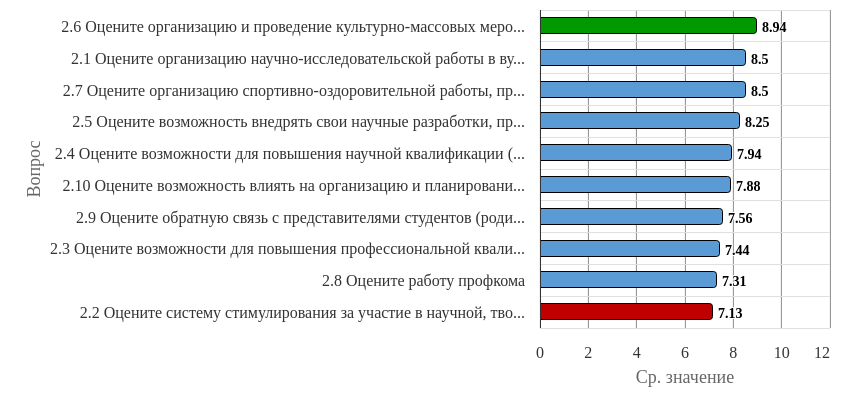 2.6 Оцените организацию и проведение культурно-массовых меро... 8.94
2.1 Оцените организацию научно-исследовательской работы в ву... 8.5
2.7 Оцените организацию спортивно-оздоровительной работы, пр... 8.5
2.5 Оцените возможность внедрять свои научные разработки, пр... 8.25
2.4 Оцените возможности для повышения научной квалификации (... 7.94
2.10 Оцените возможность влиять на организацию и планировани... 7.88
2.9 Оцените обратную связь с представителями студентов (роди... 7.56
2.3 Оцените возможности для повышения профессиональной квали... 7.44
2.8 Оцените работу профкома 7.31
2.2 Оцените систему стимулирования за участие в научной, тво... 7.13
Вопрос
0 2 4 6 8 10 12
Ср. значение